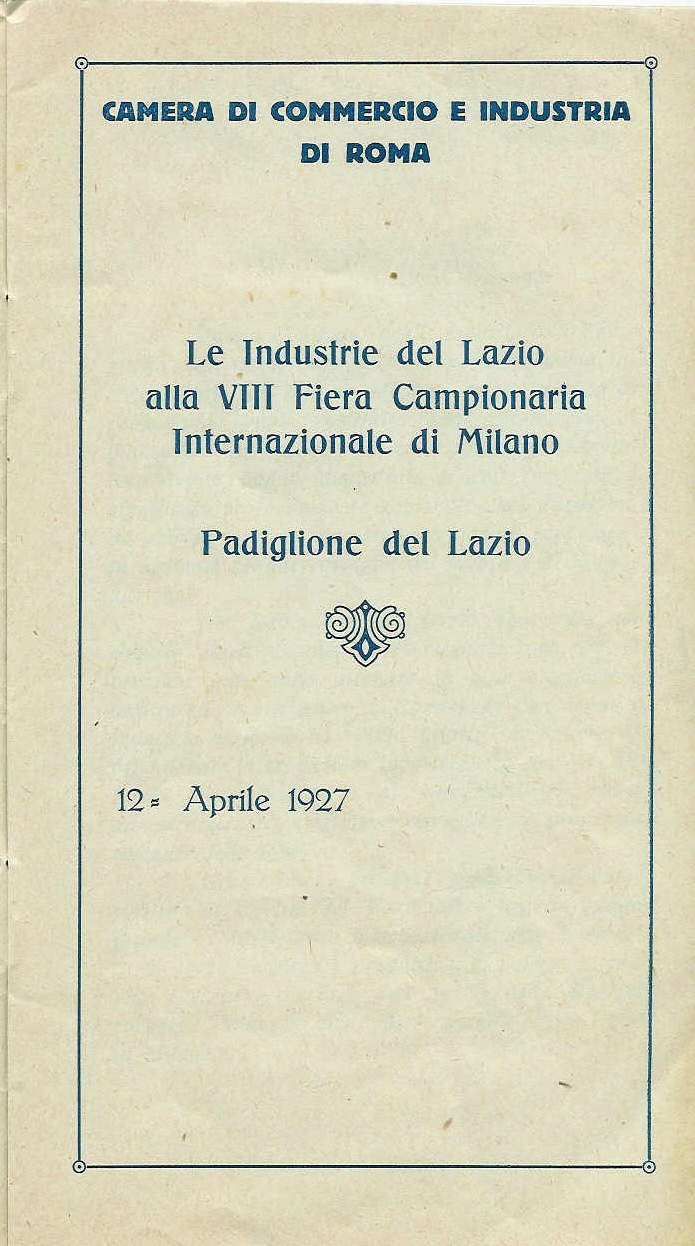 CAMERA DI COMMERCIO E INDUSTRIA
DI ROMA
Le Industrie del Lazio
alla VIII Fiera Campionaria
Internazionale di Milano
Padiglione del Lazio
12= Aprile 1927